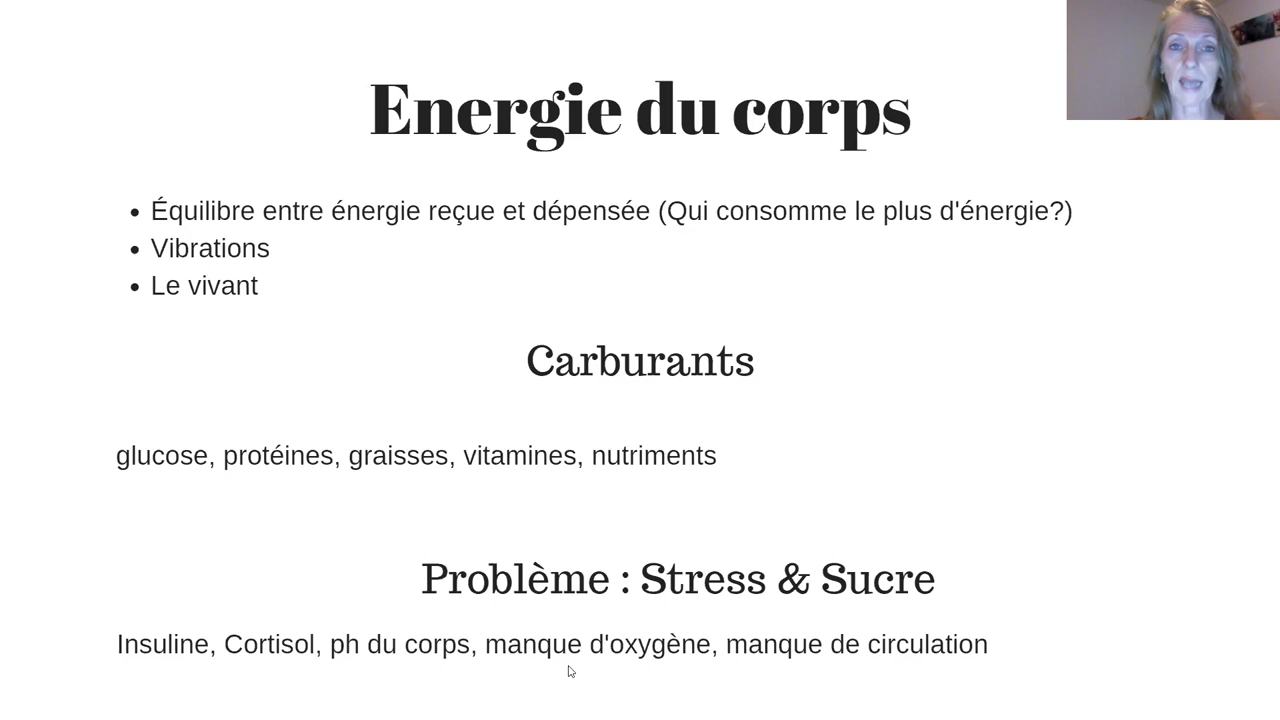 Energie du corps
Équilibre entre énergie reçue et dépensée (Qui consomme le plus d'énergie?)
Vibrations
Le vivant
Carburants
glucose, protéines, graisses, vitamines, nutriments
Problème : Stress & Sucre
Insuline, Cortisol, ph du corps, manque d'oxygène, manque de circulation